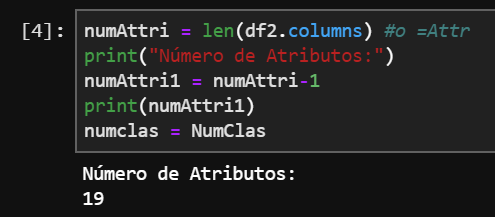 [4]: numAttri = len(df2.columns) #o =Attr
print("Número de Atributos:")
numAttri1 = numAttri-1
print(numAttri1)
numclas = NumClas
Número de Atributos:
19